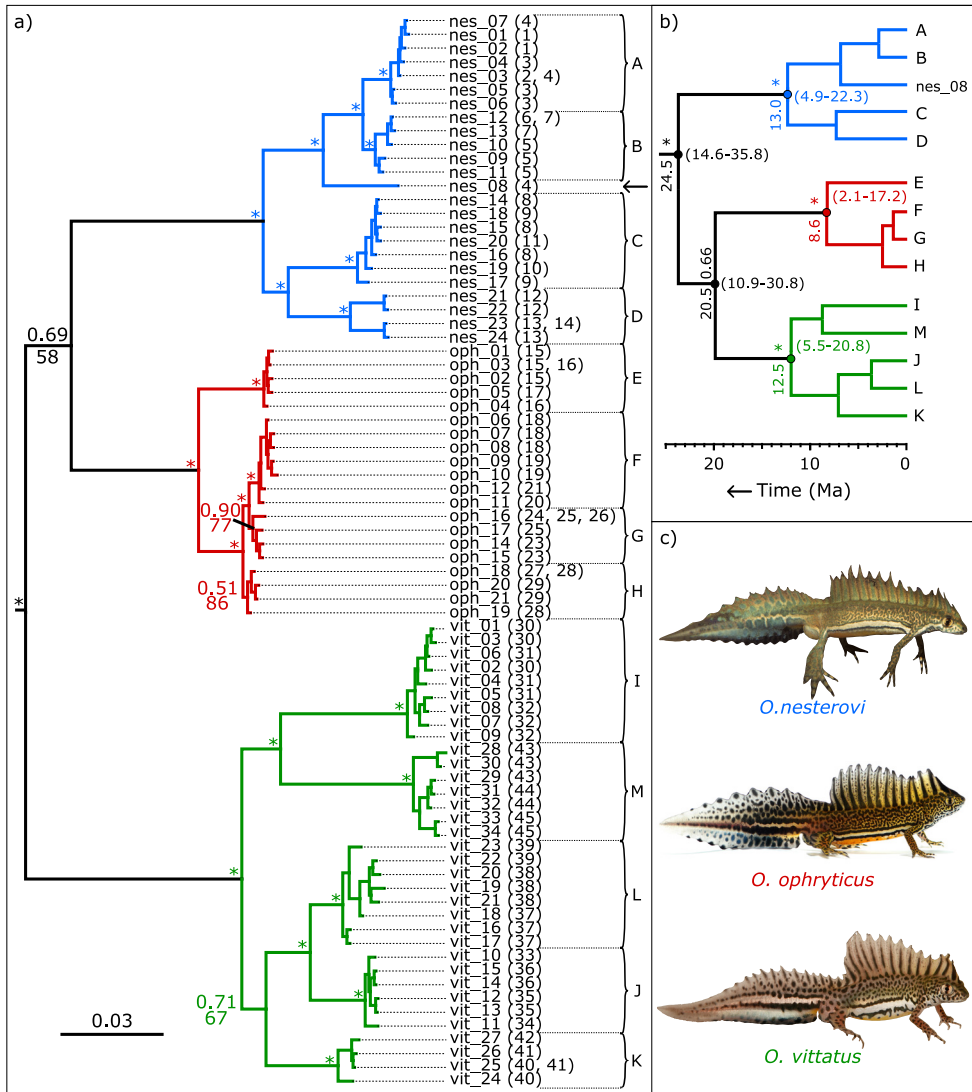 a)
nes_07 (4)
nes_01 (1)
nes_02 (1)
nes_04 (3)
nes_03 (2, 4)
nes_05 (3)
nes_06 (3)
A
nes_12 (6, 7)
nes_13 (7)
nes_10 (5)
nes_09 (5)
nes_11 (5)
B
nes_08 (4)
nes_14 (8)
nes_18 (9)
nes_15 (8)
nes_20 (11)
nes_16 (8)
nes_19 (10)
nes_17 (9)
C
nes_21 (12)
nes_22 (12)
nes_23 (13, 14)
nes_24 (13)
D
0.69
58
oph_01 (15)
oph_03 (15, 16)
oph_02 (15)
oph_05 (17)
oph_04 (16)
E
oph_06 (18)
oph_07 (18)
oph_08 (18)
oph_09 (19)
oph_10 (19)
oph_12 (21)
oph_11 (20)
F
0.90
77
oph_16 (24, 25, 26)
oph_17 (25)
oph_14 (23)
oph_15 (23)
G
0.51
86
oph_18 (27, 28)
oph_20 (29)
oph_21 (29)
oph_19 (28)
H
*
vit_01 (30)
vit_03 (30)
vit_06 (31)
vit_02 (30)
vit_04 (31)
vit_05 (31)
vit_08 (32)
vit_07 (32)
vit_09 (32)
I
vit_28 (43)
vit_30 (43)
vit_29 (43)
vit_31 (44)
vit_32 (44)
vit_33 (45)
vit_34 (45)
M
vit_23 (39)
vit_22 (39)
vit_20 (38)
vit_19 (38)
vit_21 (38)
vit_18 (37)
vit_16 (37)
vit_17 (37)
L
vit_10 (33)
vit_15 (36)
vit_14 (36)
vit_12 (35)
vit_13 (35)
vit_11 (34)
J
0.71
67
vit_27 (42)
vit_26 (41)
vit_25 (40, 41)
vit_24 (40)
K
0.03
b)
A
B
nes_08
C
D
*
13.0
(4.9-22.3)
*
24.5
(14.6-35.8)
E
F
G
H
*
8.6
(2.1-17.2)
20.5
0.66
(10.9-30.8)
I
M
J
L
K
*
12.5
(5.5-20.8)
20
10
0
← Time (Ma)
c)
O.nesterovi
O. ophryticus
O. vittatus